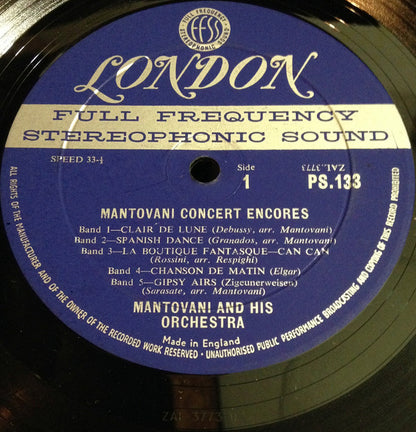 FULL FREQUENCY
FFSS
STEREOPHONIC SOUND
LONDON
FULL FREQUENCY
STEREOPHONIC SOUND
SPEED 33-⅓
Side
1
ZAL.3773
PS.133
MANTOVANI CONCERT ENCORES
Band 1—CLAIR DE LUNE (Debussy, arr. Mantovani)
Band 2—SPANISH DANCE (Granados, arr. Mantovani)
Band 3—LA BOUTIQUE FANTASQUE—CAN CAN
(Rossini, arr. Respighi)
Band 4—CHANSON DE MATIN (Elgar)
Band 5—GIPSY AIRS (Zigeunerweisen)
(Sarasate, arr. Mantovani)
MANTOVANI AND HIS
ORCHESTRA
Made in England
ALL RIGHTS OF THE MANUFACTURER AND OF THE OWNER OF THE RECORDED WORK RESERVED · UNAUTHORISED PUBLIC PERFORMANCE BROADCASTING AND COPYING OF THIS RECORD PROHIBITED